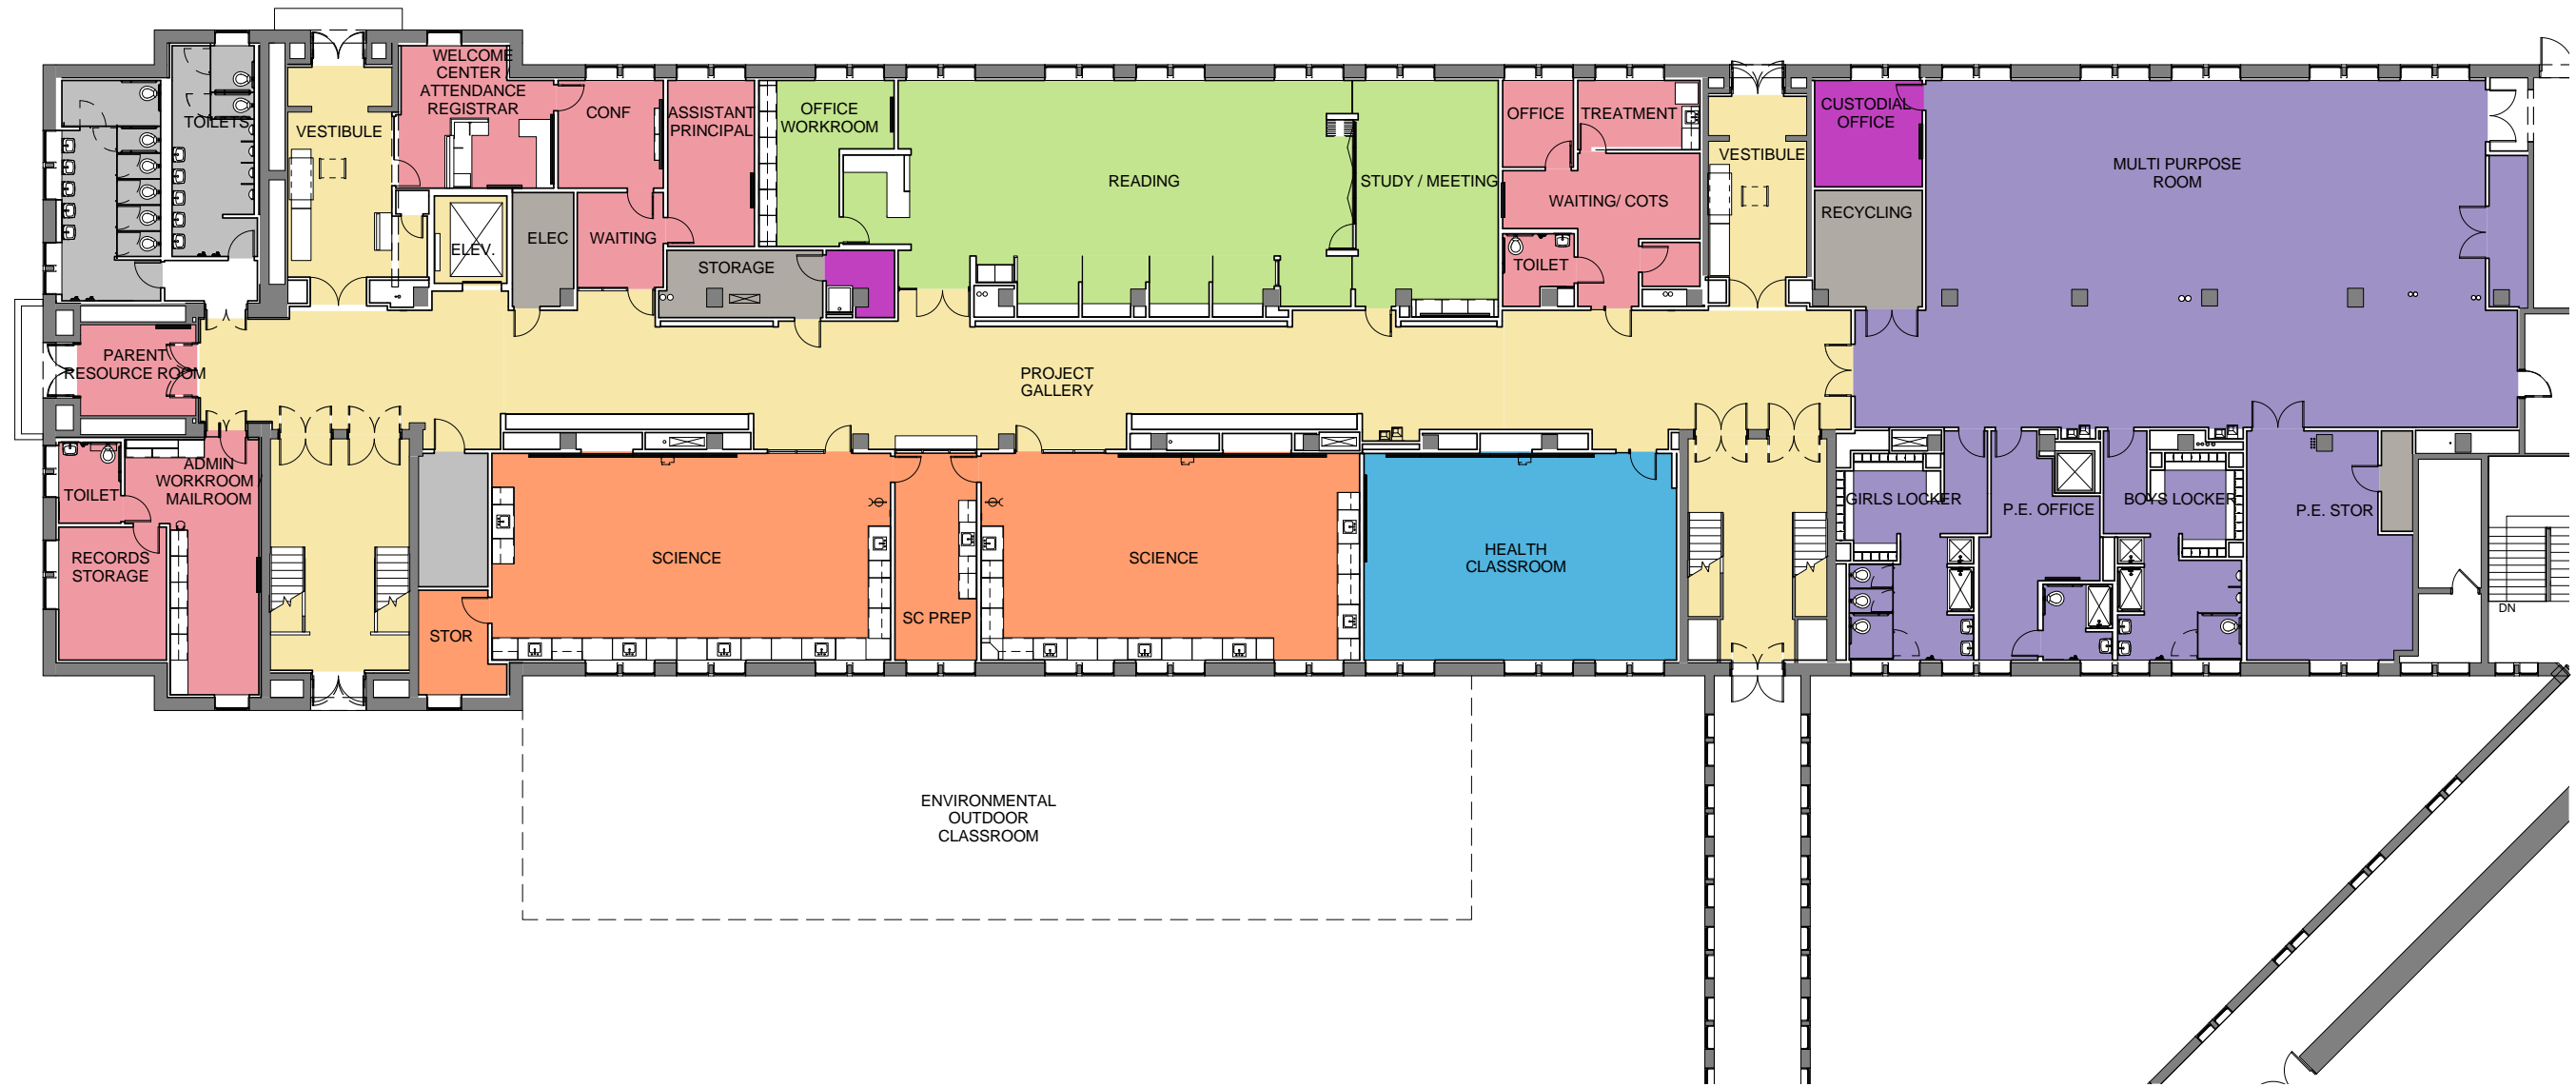 WELCOME
CENTER
ATTENDANCE
REGISTRAR
TOILETS
VESTIBULE
CONF
ASSISTANT
PRINCIPAL
OFFICE
WORKROOM
READING
STUDY / MEETING
OFFICE
TREATMENT
WAITING/ COTS
TOILET
VESTIBULE
CUSTODIAL
OFFICE
RECYCLING
MULTI PURPOSE
ROOM
ELEV.
ELEC
WAITING
STORAGE
PARENT
RESOURCE ROOM
PROJECT
GALLERY
ADMIN
WORKROOM /
MAILROOM
TOILET
RECORDS
STORAGE
STOR
SCIENCE
SC PREP
SCIENCE
HEALTH
CLASSROOM
GIRLS LOCKER
P.E. OFFICE
BOYS LOCKER
P.E. STOR
DN
ENVIRONMENTAL
OUTDOOR
CLASSROOM